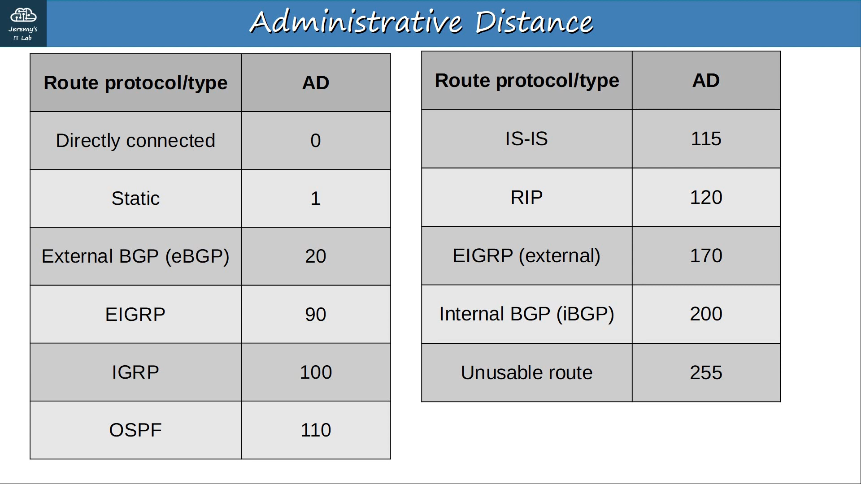 Jeremy's
IT Lab
Administrative Distance
Route protocol/type AD
Directly connected 0
Static 1
External BGP (eBGP) 20
EIGRP 90
IGRP 100
OSPF 110
Route protocol/type AD
IS-IS 115
RIP 120
EIGRP (external) 170
Internal BGP (iBGP) 200
Unusable route 255